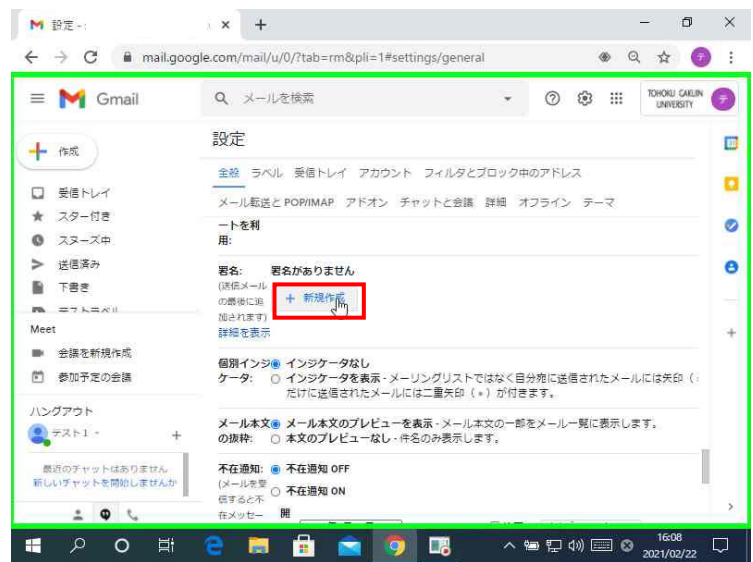 設定 -
mail.google.com/mail/u/0/?tab=rm&pli=1#settings/general
テ
Gmail
メールを検索
TOHOKU GAKUIN
UNIVERSITY
テ
作成
受信トレイ
スター付き
スヌーズ中
送信済み
下書き
テストラベル
Meet
会議を新規作成
参加予定の会議
ハングアウト
テスト1
最近のチャットはありません
新しいチャットを開始しませんか
設定
全般 ラベル 受信トレイ アカウント フィルタとブロック中のアドレス
メール転送と POP/IMAP アドオン チャットと会議 詳細 オフライン テーマ
ートを利
用:
署名: 署名がありません
(送信メール
の最後に追
加されます)
+ 新規作成
詳細を表示
個別インジ インジケータなし
ケータ: インジケータを表示 - メーリングリストではなく自分宛に送信されたメールには矢印 ( ›
だけに送信されたメールには二重矢印 ( » ) が付きます。
メール本文 メール本文のプレビューを表示 - メール本文の一部をメール一覧に表示します。
の抜粋: 本文のプレビューなし - 件名のみ表示します。
不在通知: 不在通知 OFF
(メールを受
信すると不 不在通知 ON
在メッセー 開
16:08
2021/02/22